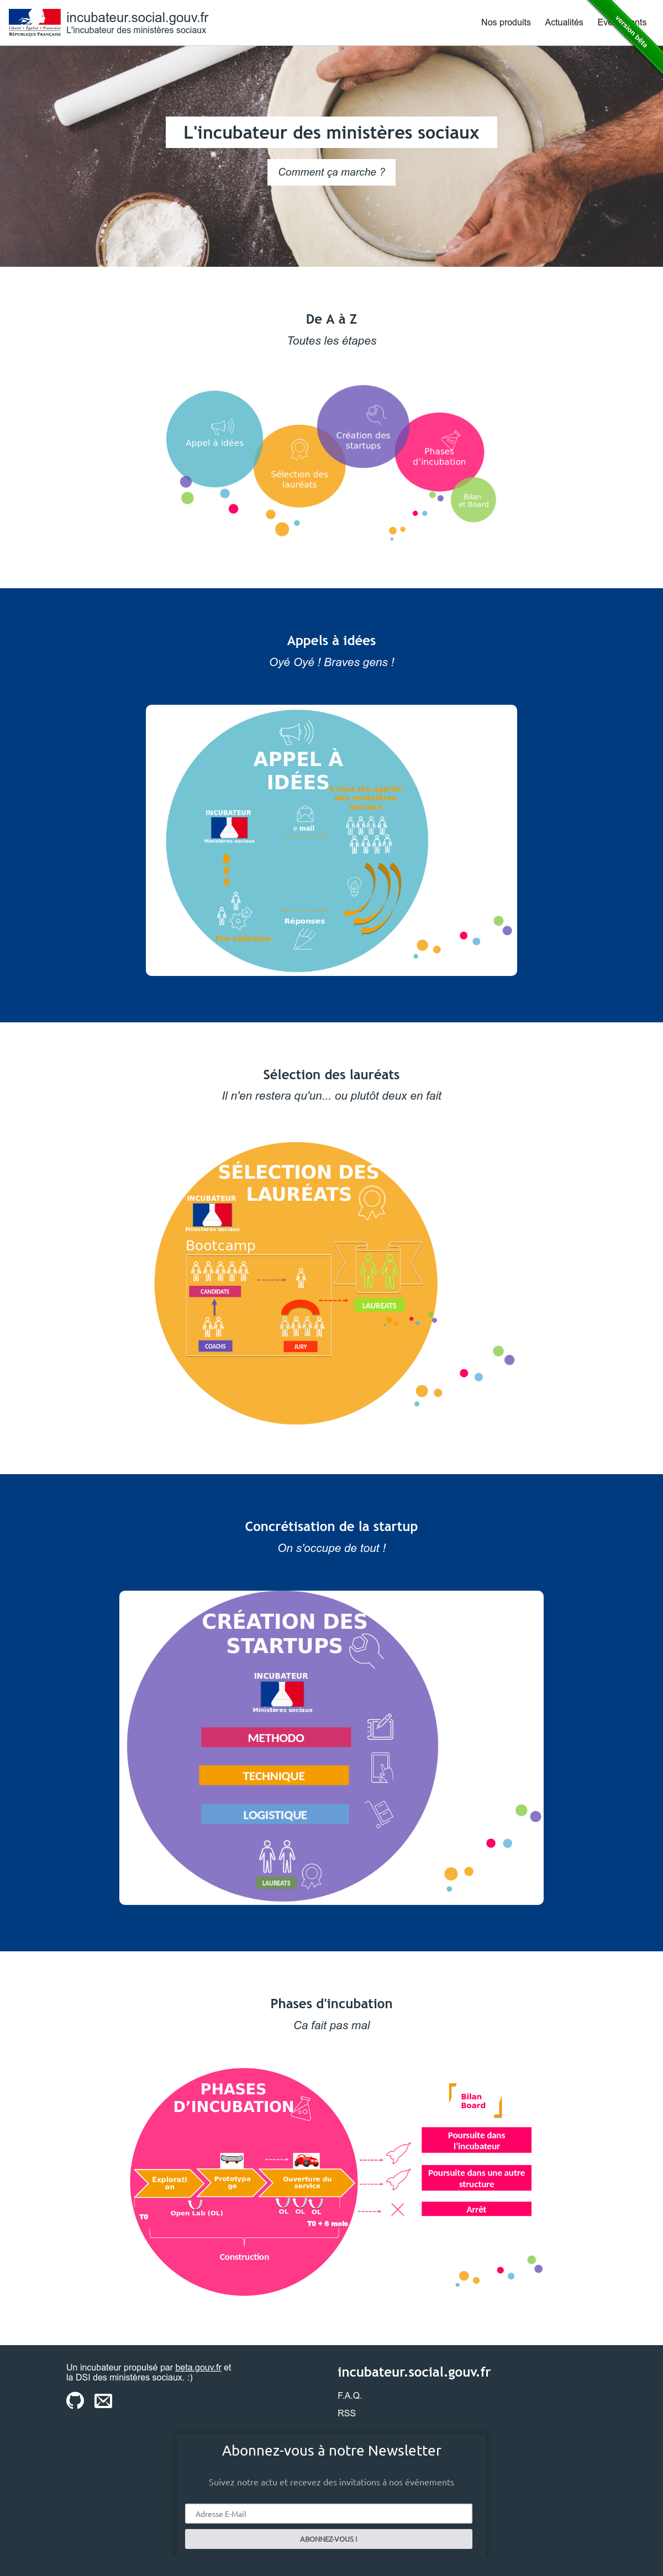 incubateur.social.gouv.fr
L'incubateur des ministères sociaux
Liberté • Égalité • Fraternité
RÉPUBLIQUE FRANÇAISE
Nos produits
Actualités
version bêta
L'incubateur des ministères sociaux
Comment ça marche ?
De A à Z
Toutes les étapes
Appel à idées
Sélection des
lauréats
Création des
startups
Phases
d'incubation
Bilan
et Board
Appels à idées
Oyé Oyé ! Braves gens !
APPEL À
IDÉES
à tous les agents
des ministères
Sociaux
INCUBATEUR
Ministères sociaux
e mail
Réponses
Pré-sélection
Sélection des lauréats
Il n'en restera qu'un... ou plutôt deux en fait
SÉLECTION DES
LAURÉATS
INCUBATEUR
Ministères sociaux
Bootcamp
CANDIDATS
LAUREATS
COACHS
JURY
Concrétisation de la startup
On s'occupe de tout !
CRÉATION DES
STARTUPS
INCUBATEUR
Ministères sociaux
METHODO
TECHNIQUE
LOGISTIQUE
LAUREATS
Phases d'incubation
Ca fait pas mal
PHASES
D'INCUBATION
Explorati
on
Prototypa
ge
Ouverture du
service
T0
Open Lab (OL)
OL
OL
OL
T0 + 6 mois
Construction
Bilan
Board
Poursuite dans
l'incubateur
Poursuite dans une autre
structure
Arrêt
Un incubateur propulsé par beta.gouv.fr et
la DSI des ministères sociaux. :)
incubateur.social.gouv.fr
F.A.Q.
RSS
Abonnez-vous à notre Newsletter
Suivez notre actu et recevez des invitations à nos événements
Adresse E-Mail
ABONNEZ-VOUS !